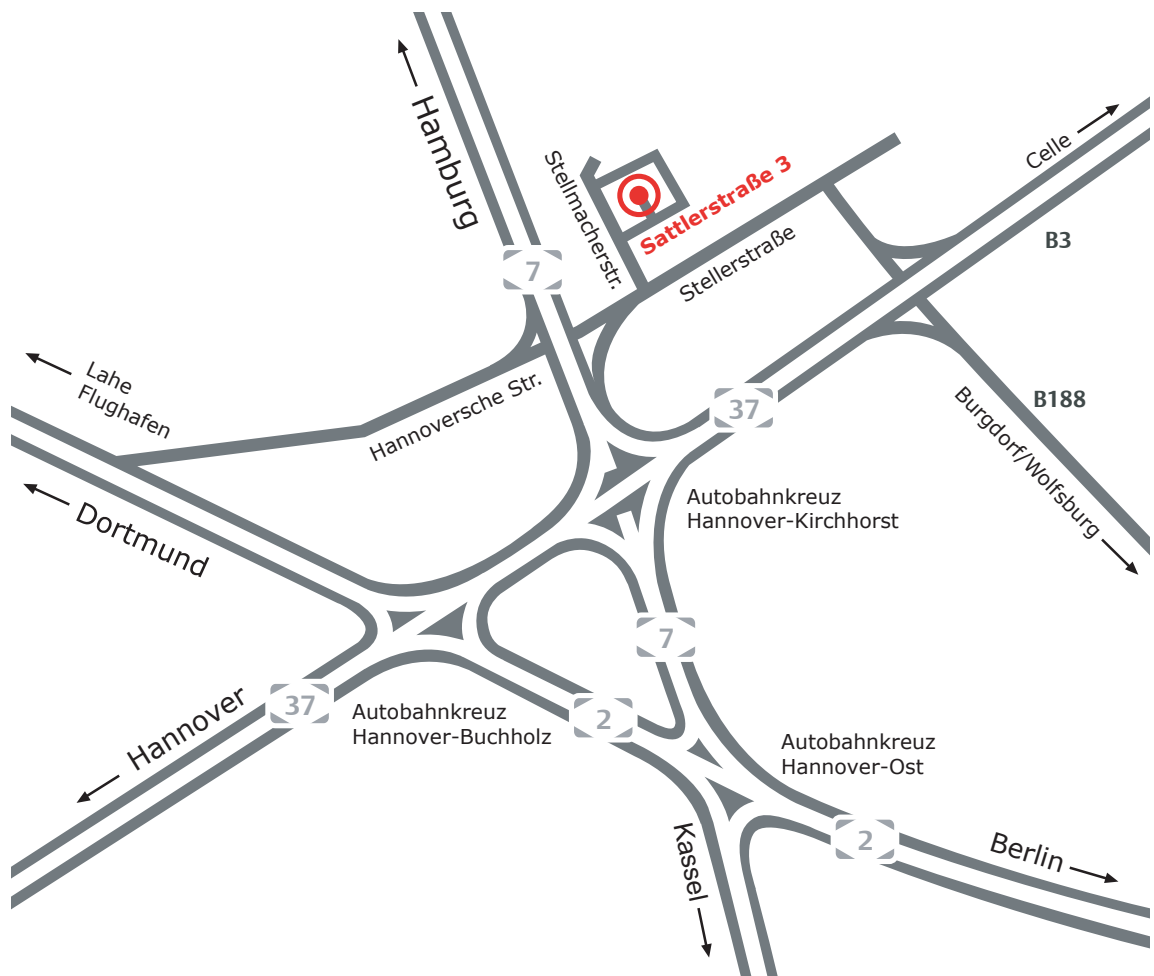 Hamburg
Celle
Stellmacherstr.
Sattlerstraße 3
Stellerstraße
B3
7
Lahe
Flughafen
Hannoversche Str.
37
B188
Burgdorf/Wolfsburg
Autobahnkreuz
Hannover-Kirchhorst
Dortmund
7
Hannover
37
Autobahnkreuz
Hannover-Buchholz
2
Autobahnkreuz
Hannover-Ost
Kassel
2
Berlin